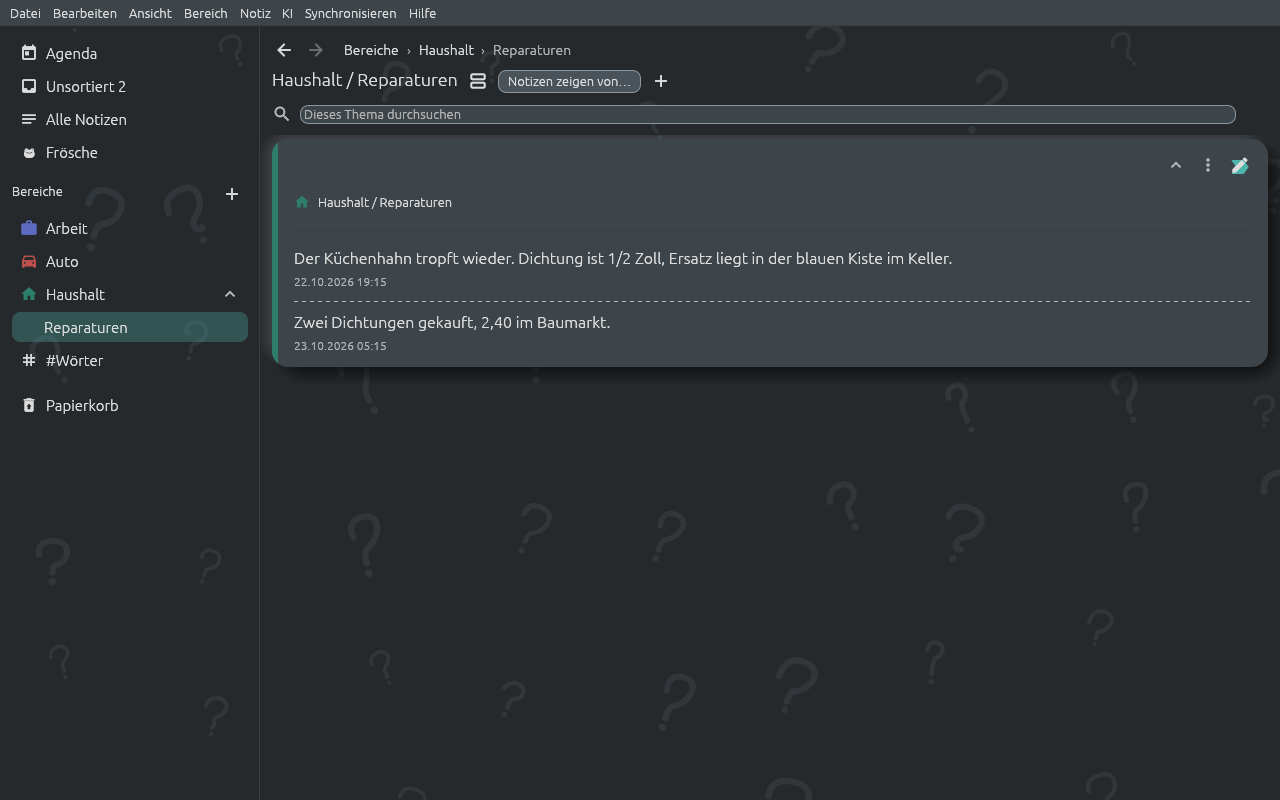 Datei Bearbeiten Ansicht Bereich Notiz KI Synchronisieren Hilfe
Agenda
Unsortiert 2
Alle Notizen
Frösche
Bereiche
Arbeit
Auto
Haushalt
Reparaturen
#Wörter
Papierkorb
Bereiche › Haushalt › Reparaturen
Haushalt / Reparaturen Notizen zeigen von…
Dieses Thema durchsuchen
Haushalt / Reparaturen
Der Küchenhahn tropft wieder. Dichtung ist 1/2 Zoll, Ersatz liegt in der blauen Kiste im Keller.
22.10.2026 19:15
Zwei Dichtungen gekauft, 2,40 im Baumarkt.
23.10.2026 05:15